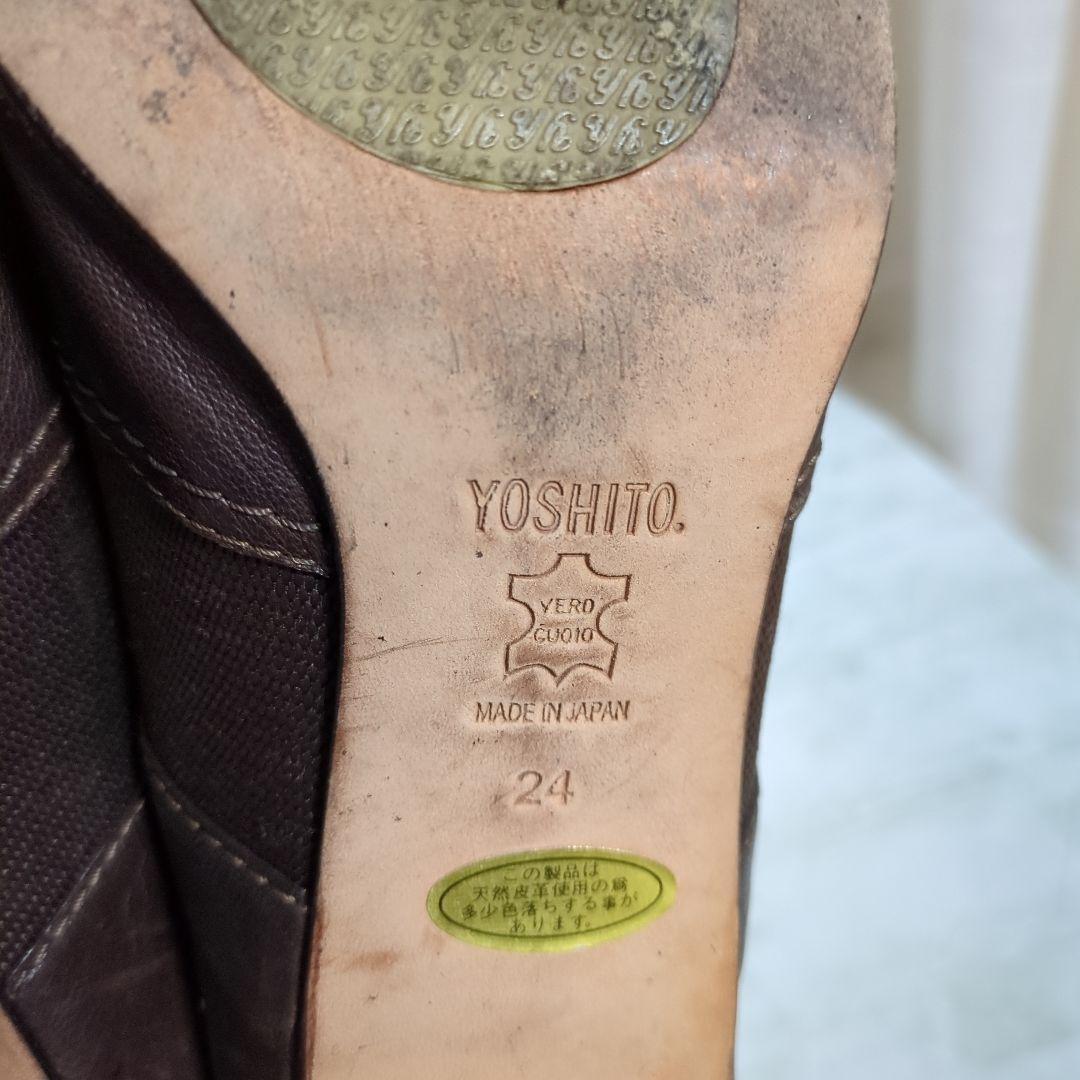 YOSHITO.
VERO
CUOIO
MADE IN JAPAN
24
この製品は
天然皮革使用の為
多少色落ちする事が
あります。